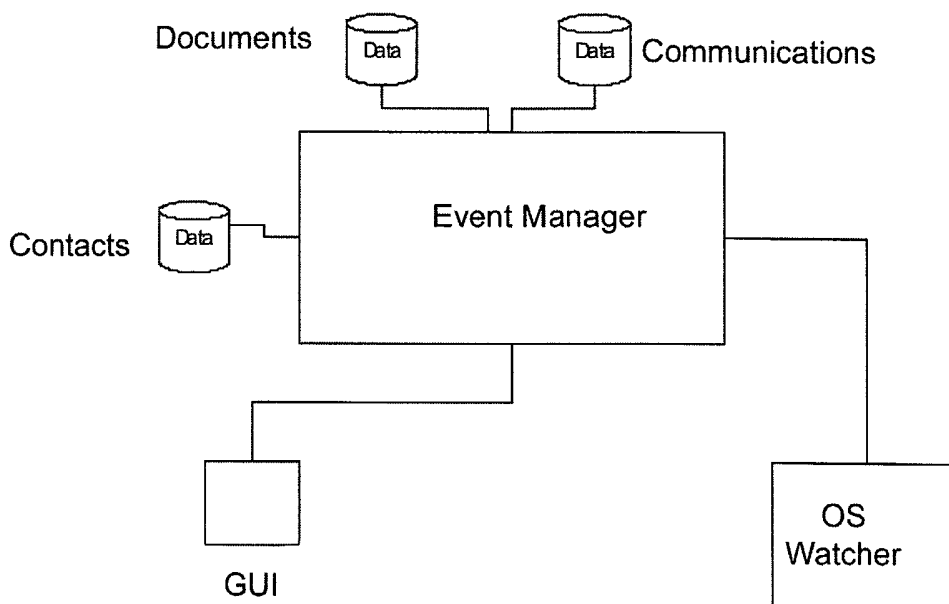 Documents
Data
Data
Communications
Event Manager
Contacts
Data
GUI
OS
Watcher